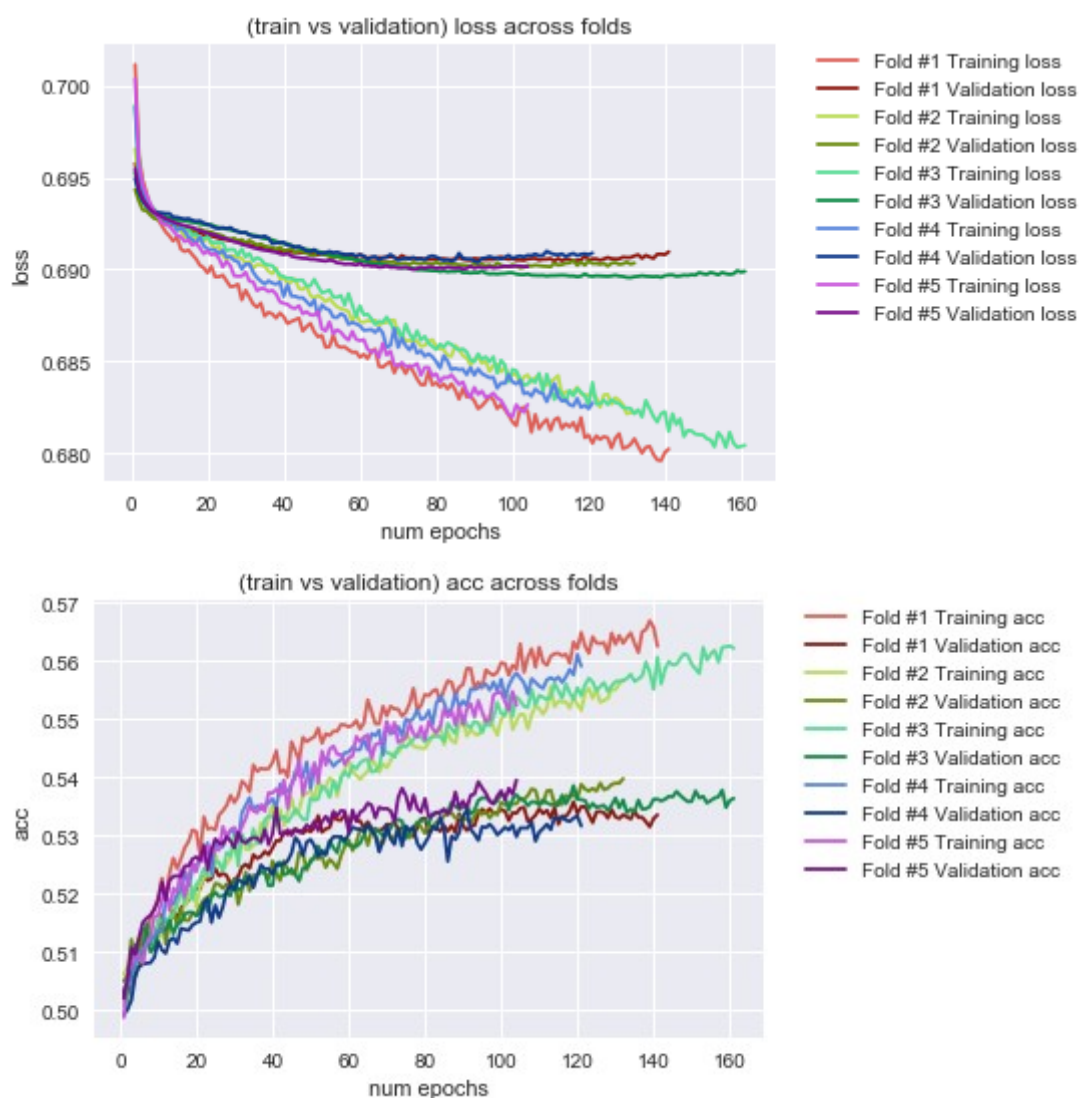 (train vs validation) loss across folds
0.700
0.695
0.690
0.685
0.680
loss
0 20 40 60 80 100 120 140 160
num epochs
Fold #1 Training loss
Fold #1 Validation loss
Fold #2 Training loss
Fold #2 Validation loss
Fold #3 Training loss
Fold #3 Validation loss
Fold #4 Training loss
Fold #4 Validation loss
Fold #5 Training loss
Fold #5 Validation loss
(train vs validation) acc across folds
0.57
0.56
0.55
0.54
0.53
0.52
0.51
0.50
acc
0 20 40 60 80 100 120 140 160
num epochs
Fold #1 Training acc
Fold #1 Validation acc
Fold #2 Training acc
Fold #2 Validation acc
Fold #3 Training acc
Fold #3 Validation acc
Fold #4 Training acc
Fold #4 Validation acc
Fold #5 Training acc
Fold #5 Validation acc